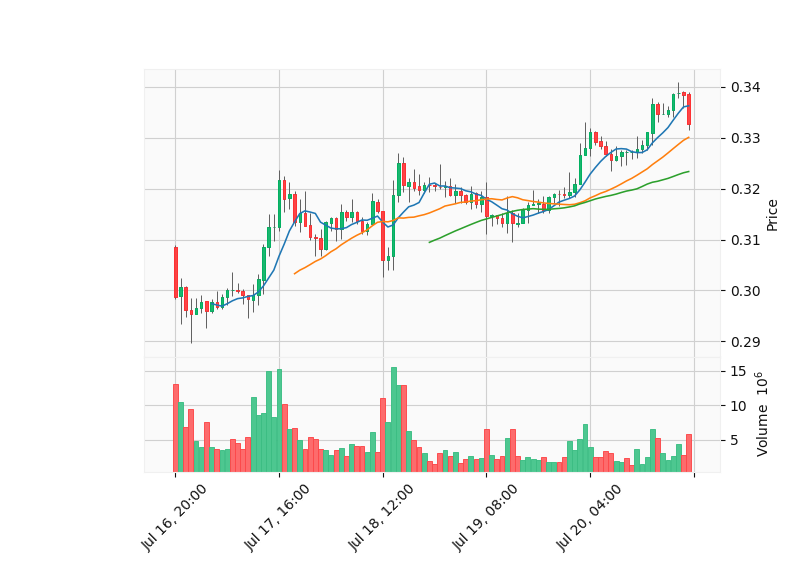 0.34
0.33
0.32
0.31
0.30
0.29
Price
15
10
5
Volume 10^6
Jul 16, 20:00
Jul 17, 16:00
Jul 18, 12:00
Jul 19, 08:00
Jul 20, 04:00